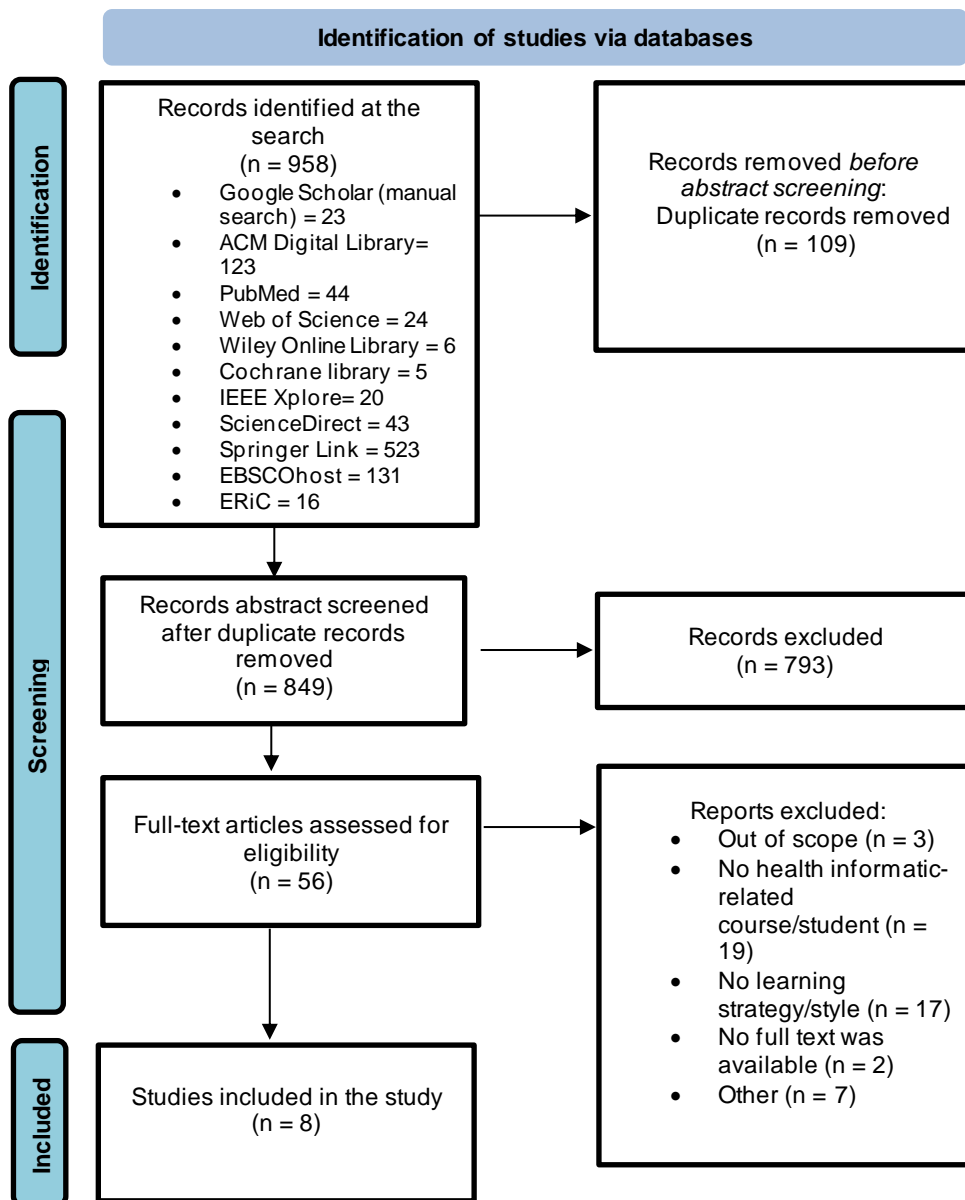 Identification of studies via databases
Identification
Records identified at the
search
(n = 958)
• Google Scholar (manual
search) = 23
• ACM Digital Library=
123
• PubMed = 44
• Web of Science = 24
• Wiley Online Library = 6
• Cochrane library = 5
• IEEE Xplore= 20
• ScienceDirect = 43
• Springer Link = 523
• EBSCOhost = 131
• ERiC = 16
Records removed before
abstract screening:
Duplicate records removed
(n = 109)
Screening
Records abstract screened
after duplicate records
removed
(n = 849)
Records excluded
(n = 793)
Full-text articles assessed for
eligibility
(n = 56)
Reports excluded:
• Out of scope (n = 3)
• No health informatic-
related
course/student (n =
19)
• No learning
strategy/style (n = 17)
• No full text was
available (n = 2)
• Other (n = 7)
Included
Studies included in the study
(n = 8)